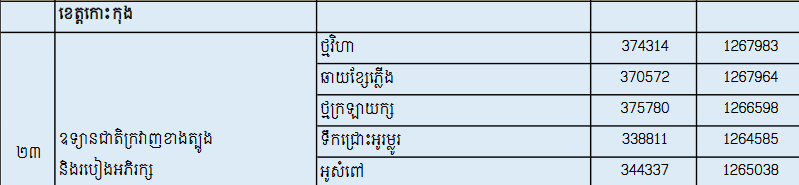 ខេត្តកោះកុង
ថ្មវិហា 374314 1267983
ឆាយខ្សែភ្លើង 370572 1267964
ថ្មក្រឡាយក្ស 375780 1266598
ឧទ្យានជាតិក្រវាញខាងត្បូង ទឹកជ្រោះអូរម្លូរ 338811 1264585
២៣ និងរបៀងអភិរក្ស អូសំពៅ 344337 1265038